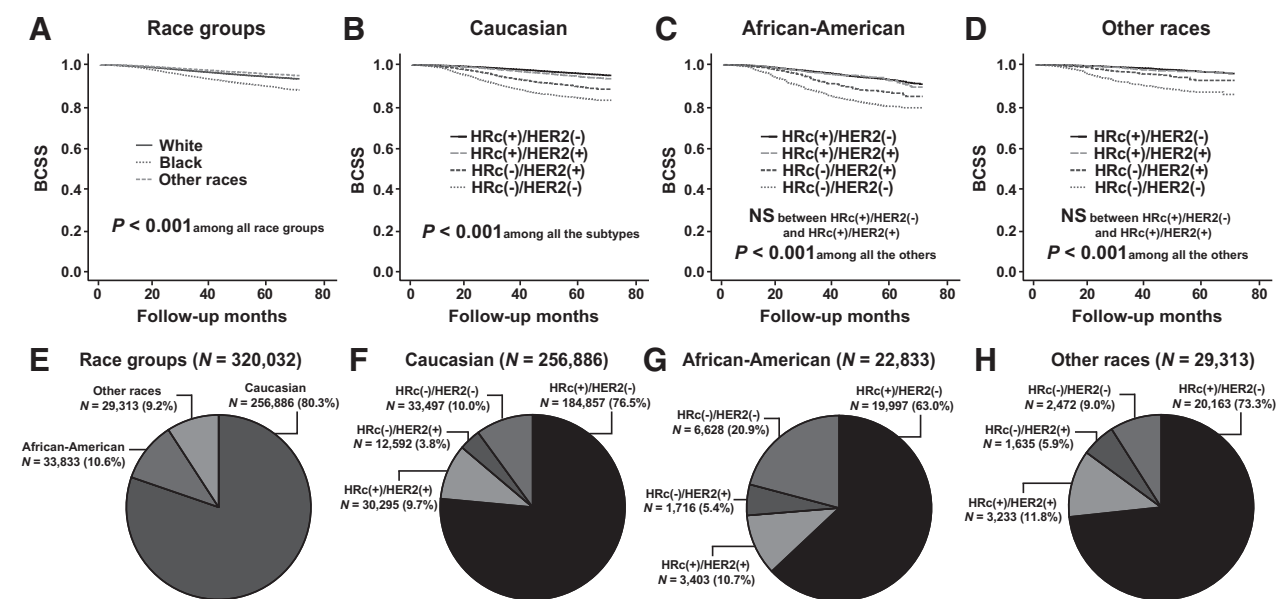 A Race groups
1.0
0.8
0.6
0.4
0.2
0.0
BCSS
White
Black
Other races
P < 0.001 among all race groups
0 20 40 60 80
Follow-up months
B Caucasian
1.0
0.8
0.6
0.4
0.2
0.0
BCSS
HRc(+)/HER2(-)
HRc(+)/HER2(+)
HRc(-)/HER2(+)
HRc(-)/HER2(-)
P < 0.001 among all the subtypes
0 20 40 60 80
Follow-up months
C African-American
1.0
0.8
0.6
0.4
0.2
0.0
BCSS
HRc(+)/HER2(-)
HRc(+)/HER2(+)
HRc(-)/HER2(+)
HRc(-)/HER2(-)
NS between HRc(+)/HER2(-)
and HRc(+)/HER2(+)
P < 0.001 among all the others
0 20 40 60 80
Follow-up months
D Other races
1.0
0.8
0.6
0.4
0.2
0.0
BCSS
HRc(+)/HER2(-)
HRc(+)/HER2(+)
HRc(-)/HER2(+)
HRc(-)/HER2(-)
NS between HRc(+)/HER2(-)
and HRc(+)/HER2(+)
P < 0.001 among all the others
0 20 40 60 80
Follow-up months
E Race groups (N = 320,032)
Other races
N = 29,313 (9.2%)
Caucasian
N = 256,886 (80.3%)
African-American
N = 33,833 (10.6%)
F Caucasian (N = 256,886)
HRc(-)/HER2(-)
N = 33,497 (10.0%)
HRc(+)/HER2(-)
N = 184,857 (76.5%)
HRc(-)/HER2(+)
N = 12,592 (3.8%)
HRc(+)/HER2(+)
N = 30,295 (9.7%)
G African-American (N = 22,833)
HRc(+)/HER2(-)
N = 19,997 (63.0%)
HRc(-)/HER2(-)
N = 6,628 (20.9%)
HRc(-)/HER2(+)
N = 1,716 (5.4%)
HRc(+)/HER2(+)
N = 3,403 (10.7%)
H Other races (N = 29,313)
HRc(-)/HER2(-)
N = 2,472 (9.0%)
HRc(+)/HER2(-)
N = 20,163 (73.3%)
HRc(-)/HER2(+)
N = 1,635 (5.9%)
HRc(+)/HER2(+)
N = 3,233 (11.8%)